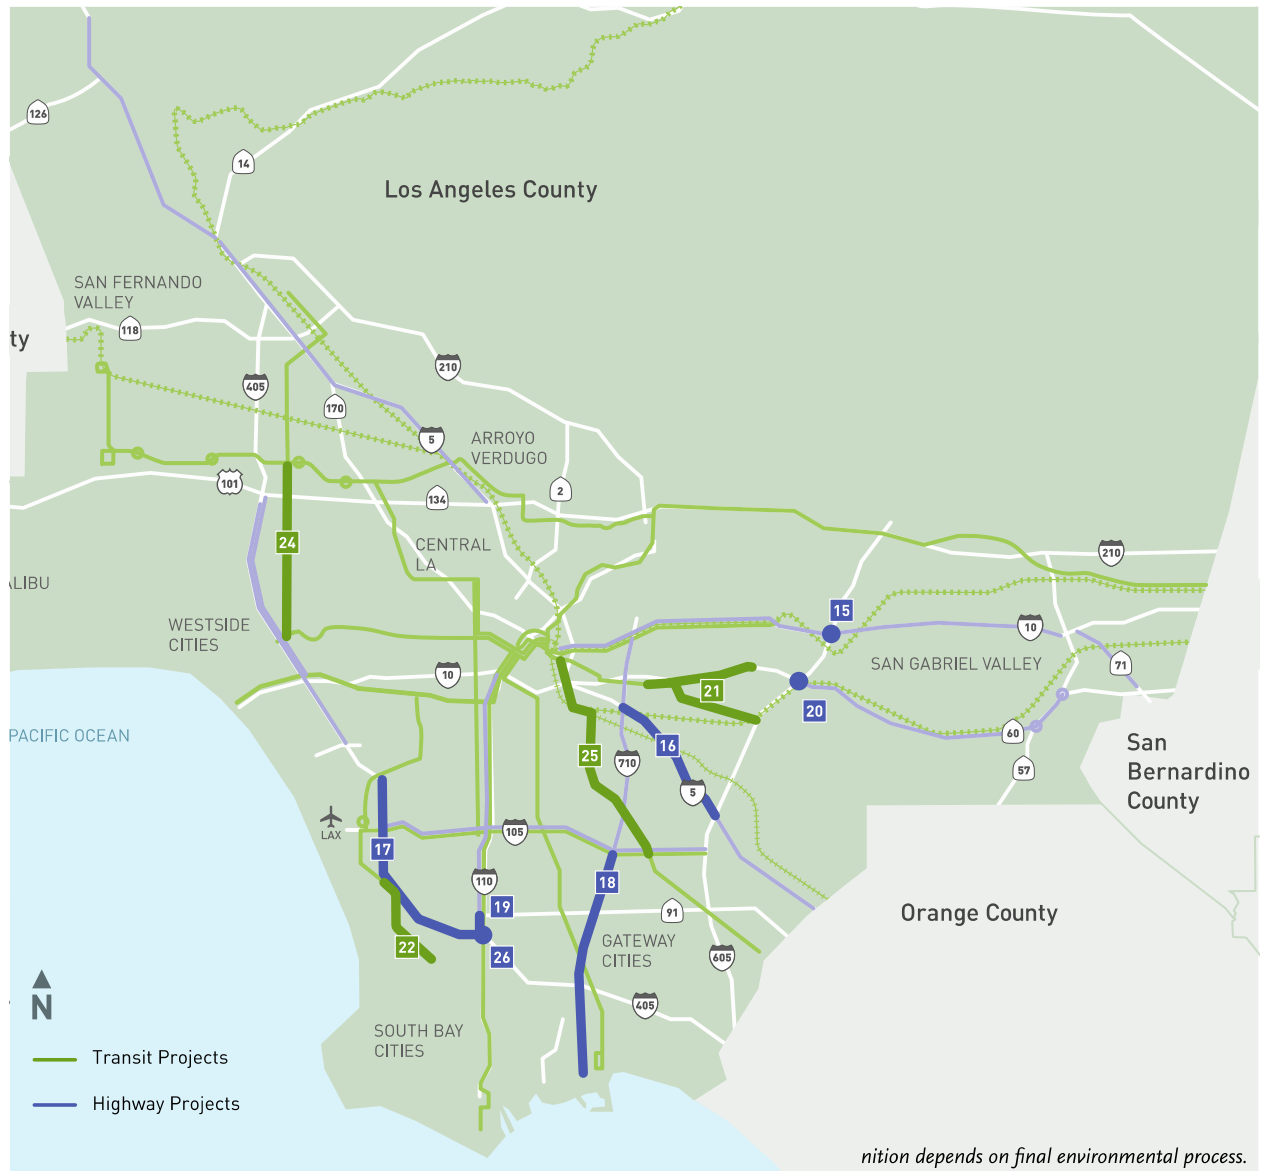 126
14
Los Angeles County
SAN FERNANDO
VALLEY
118
ty
210
405
170
5
ARROYO
VERDUGO
101
134
2
24
CENTRAL
LA
210
ALIBU
15
WESTSIDE
CITIES
10
10
SAN GABRIEL VALLEY
71
21
20
PACIFIC OCEAN
60
16
25
710
57
San
Bernardino
County
5
LAX
105
17
110
18
19
91
Orange County
22
26
GATEWAY
CITIES
605
405
N
SOUTH BAY
CITIES
Transit Projects
Highway Projects
nition depends on final environmental process.